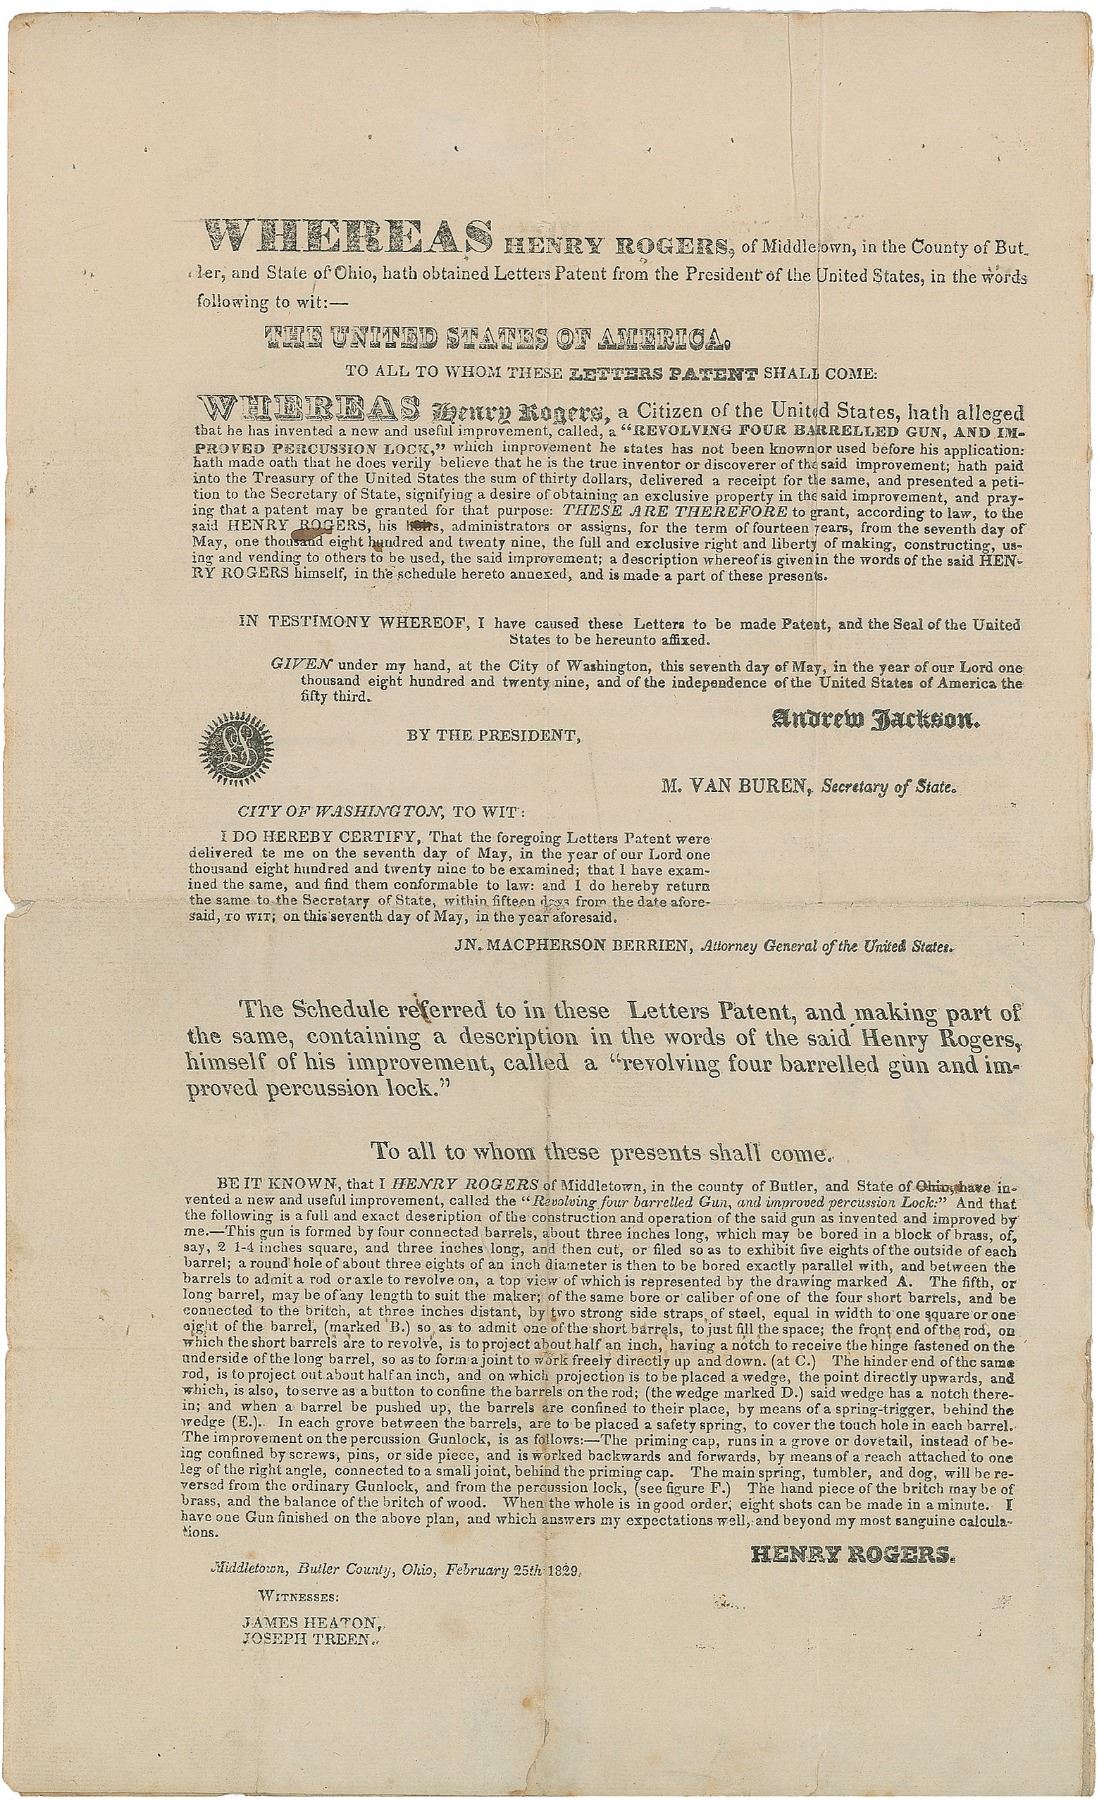 WHEREAS HENRY ROGERS, of Middletown, in the County of But-
ler, and State of Ohio, hath obtained Letters Patent from the President of the United States, in the words
following to wit:—
THE UNITED STATES OF AMERICA.
TO ALL TO WHOM THESE LETTERS PATENT SHALL COME:
WHEREAS Henry Rogers, a Citizen of the United States, hath alleged
that he has invented a new and useful improvement, called, a "REVOLVING FOUR BARRELLED GUN, AND IM-
PROVED PERCUSSION LOCK," which improvement he states has not been known or used before his application:
hath made oath that he does verily believe that he is the true inventor or discoverer of the said improvement; hath paid
into the Treasury of the United States the sum of thirty dollars, delivered a receipt for the same, and presented a peti-
tion to the Secretary of State, signifying a desire of obtaining an exclusive property in the said improvement, and pray-
ing that a patent may be granted for that purpose: THESE ARE THEREFORE to grant, according to law, to the
said HENRY ROGERS, his heirs, administrators or assigns, for the term of fourteen years, from the seventh day of
May, one thousand eight hundred and twenty nine, the full and exclusive right and liberty of making, constructing, us-
ing and vending to others to be used, the said improvement; a description whereof is given in the words of the said HEN-
RY ROGERS himself, in the schedule hereto annexed, and is made a part of these presents.
IN TESTIMONY WHEREOF, I have caused these Letters to be made Patent, and the Seal of the United
States to be hereunto affixed.
GIVEN under my hand, at the City of Washington, this seventh day of May, in the year of our Lord one
thousand eight hundred and twenty nine, and of the independence of the United States of America the
fifty third.
Andrew Jackson.
BY THE PRESIDENT,
M. VAN BUREN, Secretary of State.
CITY OF WASHINGTON, TO WIT:
I DO HEREBY CERTIFY, That the foregoing Letters Patent were
delivered te me on the seventh day of May, in the year of our Lord one
thousand eight hundred and twenty nine to be examined; that I have exam-
ined the same, and find them conformable to law: and I do hereby return
the same to the Secretary of State, within fifteen days from the date afore-
said, TO WIT; on this seventh day of May, in the year aforesaid.
JN. MACPHERSON BERRIEN, Attorney General of the United States.
The Schedule referred to in these Letters Patent, and making part of
the same, containing a description in the words of the said Henry Rogers,
himself of his improvement, called a "revolving four barrelled gun and im-
proved percussion lock."
To all to whom these presents shall come.
BE IT KNOWN, that I HENRY ROGERS of Middletown, in the county of Butler, and State of Ohio, have in-
vented a new and useful improvement, called the "Revolving four barrelled Gun, and improved percussion Lock:" And that
the following is a full and exact description of the construction and operation of the said gun as invented and improved by
me.—This gun is formed by four connected barrels, about three inches long, which may be bored in a block of brass, of,
say, 2 1-4 inches square, and three inches long, and then cut, or filed so as to exhibit five eights of the outside of each
barrel; a round hole of about three eights of an inch diameter is then to be bored exactly parallel with, and between the
barrels to admit a rod or axle to revolve on, a top view of which is represented by the drawing marked A. The fifth, or
long barrel, may be of any length to suit the maker; of the same bore or caliber of one of the four short barrels, and be
connected to the britch, at three inches distant, by two strong side straps of steel, equal in width to one square or one
eight of the barrel, (marked B.) so as to admit one of the short barrels, to just fill the space; the front end of the rod, on
which the short barrels are to revolve, is to project about half an inch, having a notch to receive the hinge fastened on the
underside of the long barrel, so as to form a joint to work freely directly up and down. (at C.) The hinder end of the same
rod, is to project out about half an inch, and on which projection is to be placed a wedge, the point directly upwards, and
which, is also, to serve as a button to confine the barrels on the rod; (the wedge marked D.) said wedge has a notch there-
in; and when a barrel be pushed up, the barrels are confined to their place, by means of a spring-trigger, behind the
wedge (E.). In each grove between the barrels, are to be placed a safety spring, to cover the touch hole in each barrel.
The improvement on the percussion Gunlock, is as follows:—The priming cap, runs in a grove or dovetail, instead of be-
ing confined by screws, pins, or side piece, and is worked backwards and forwards, by means of a reach attached to one
leg of the right angle, connected to a small joint, behind the priming cap. The main spring, tumbler, and dog, will be re-
versed from the ordinary Gunlock, and from the percussion lock, (see figure F.) The hand piece of the britch may be of
brass, and the balance of the britch of wood. When the whole is in good order, eight shots can be made in a minute. I
have one Gun finished on the above plan, and which answers my expectations well, and beyond my most sanguine calcula-
tions.
HENRY ROGERS.
Middletown, Butler County, Ohio, February 25th 1829.
WITNESSES:
JAMES HEATON,
JOSEPH TREEN.